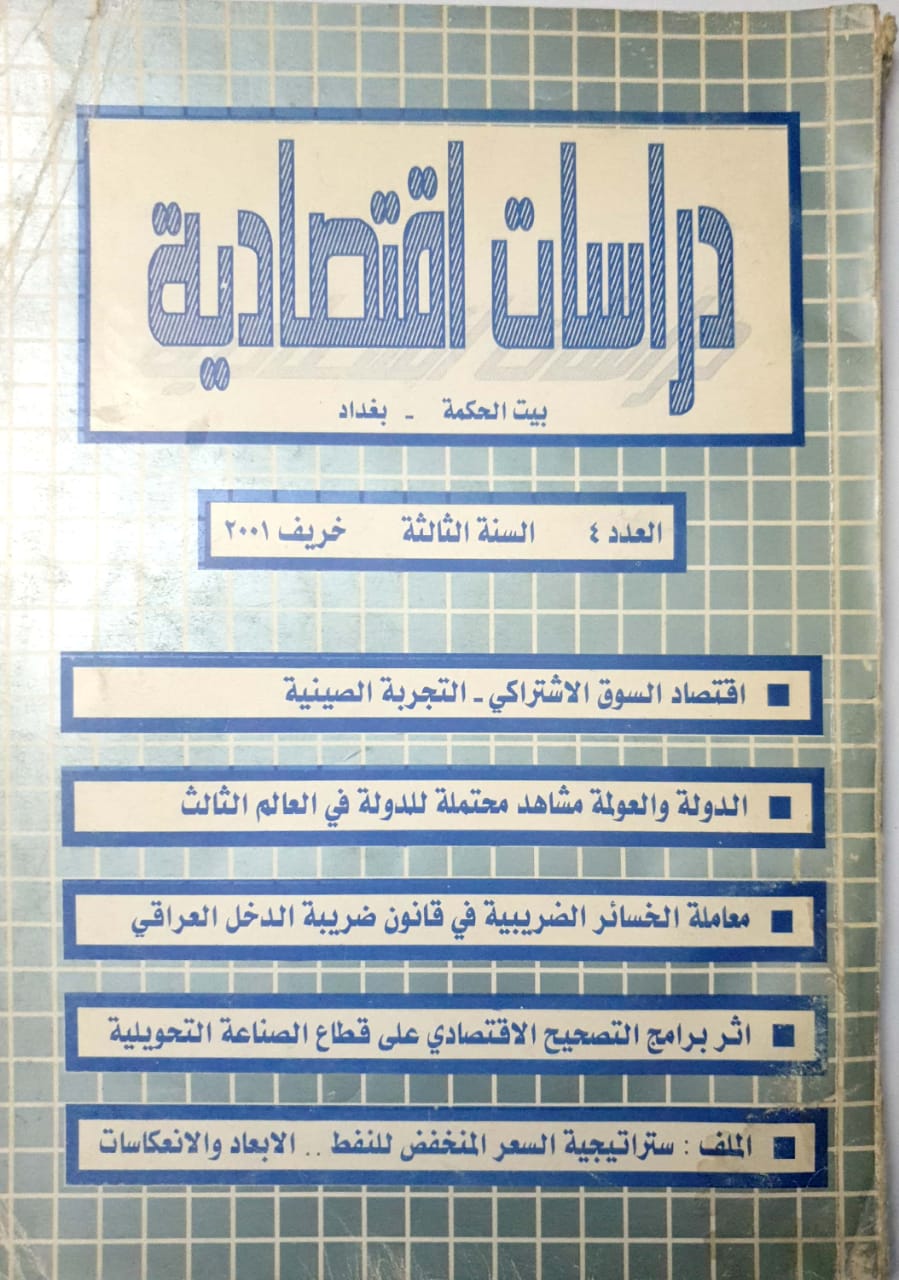 دراسات اقتصادية
بيت الحكمة - بغداد
العدد ٤ السنة الثالثة خريف ٢٠٠١
■ اقتصاد السوق الاشتراكي - التجربة الصينية
■ الدولة والعولمة مشاهد محتملة للدولة في العالم الثالث
■ معاملة الخسائر الضريبية في قانون ضريبة الدخل العراقي
■ اثر برامج التصحيح الاقتصادي على قطاع الصناعة التحويلية
■ الملف : ستراتيجية السعر المنخفض للنفط .. الابعاد والانعكاسات